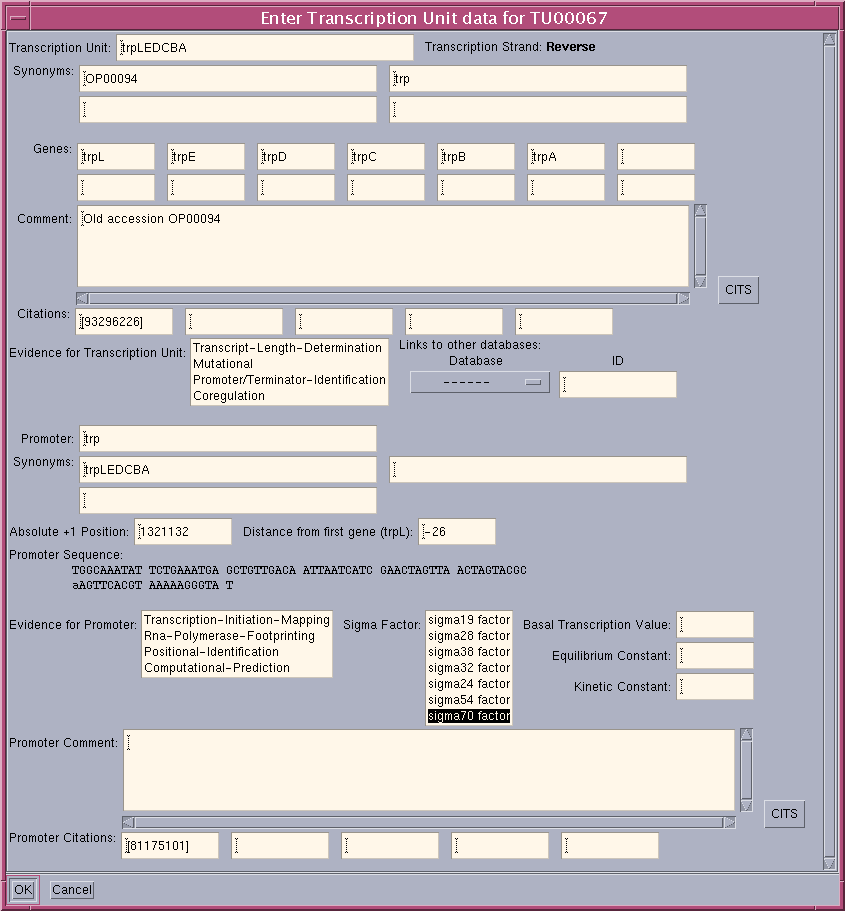 Enter Transcription Unit data for TU00067
Transcription Unit: trpLEDCBA Transcription Strand: Reverse
Synonyms: OP00094 trp
Genes: trpL trpE trpD trpC trpB trpA
Comment: Old accession OP00094
CITS
Citations: [93296226]
Evidence for Transcription Unit: Transcript-Length-Determination
Mutational
Promoter/Terminator-Identification
Coregulation
Links to other databases:
Database ID
------
Promoter: trp
Synonyms: trpLEDCBA
Absolute +1 Position: 1321132 Distance from first gene (trpL): -26
Promoter Sequence:
TGGCAAATAT TCTGAAATGA GCTGTTGACA ATTAATCATC GAACTAGTTA ACTAGTACGC
aAGTTCACGT AAAAAGGGTA T
Evidence for Promoter: Transcription-Initiation-Mapping
Rna-Polymerase-Footprinting
Positional-Identification
Computational-Prediction
Sigma Factor: sigma19 factor
sigma28 factor
sigma38 factor
sigma32 factor
sigma24 factor
sigma54 factor
sigma70 factor
Basal Transcription Value:
Equilibrium Constant:
Kinetic Constant:
Promoter Comment:
CITS
Promoter Citations: [81175101]
OK Cancel